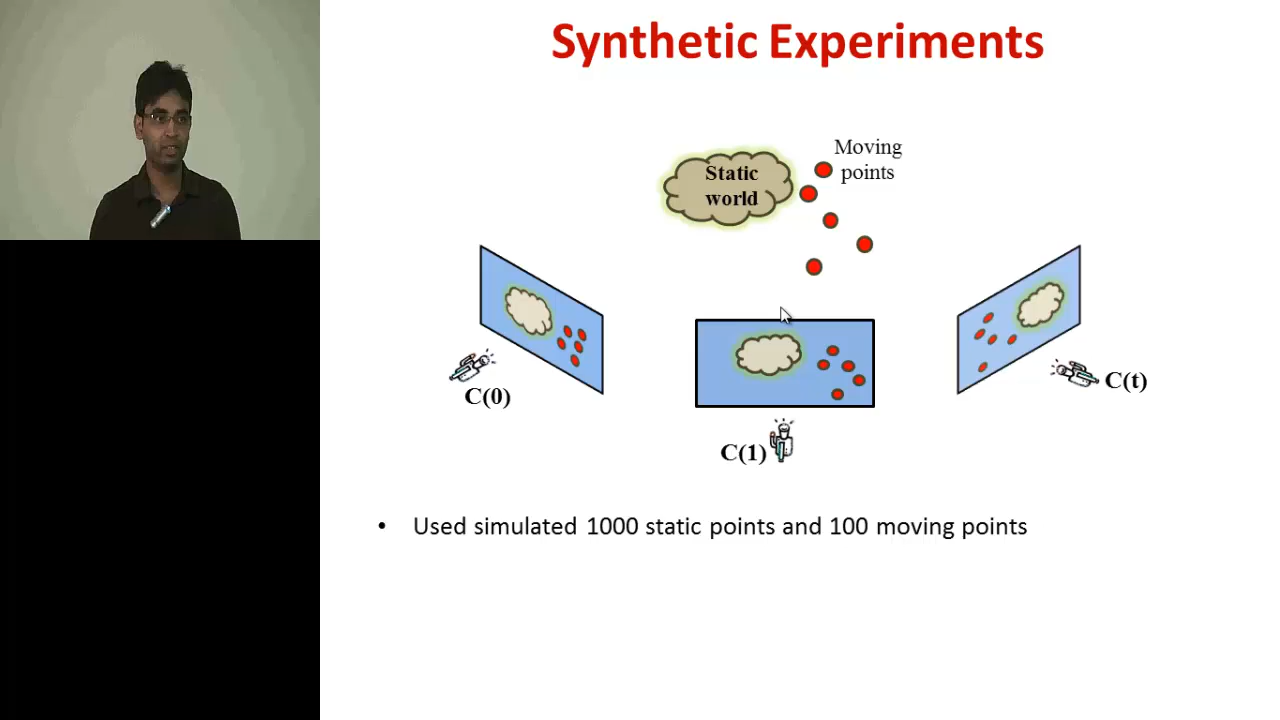 Synthetic Experiments
Moving
points
Static
world
C(0)
C(1)
C(t)
• Used simulated 1000 static points and 100 moving points